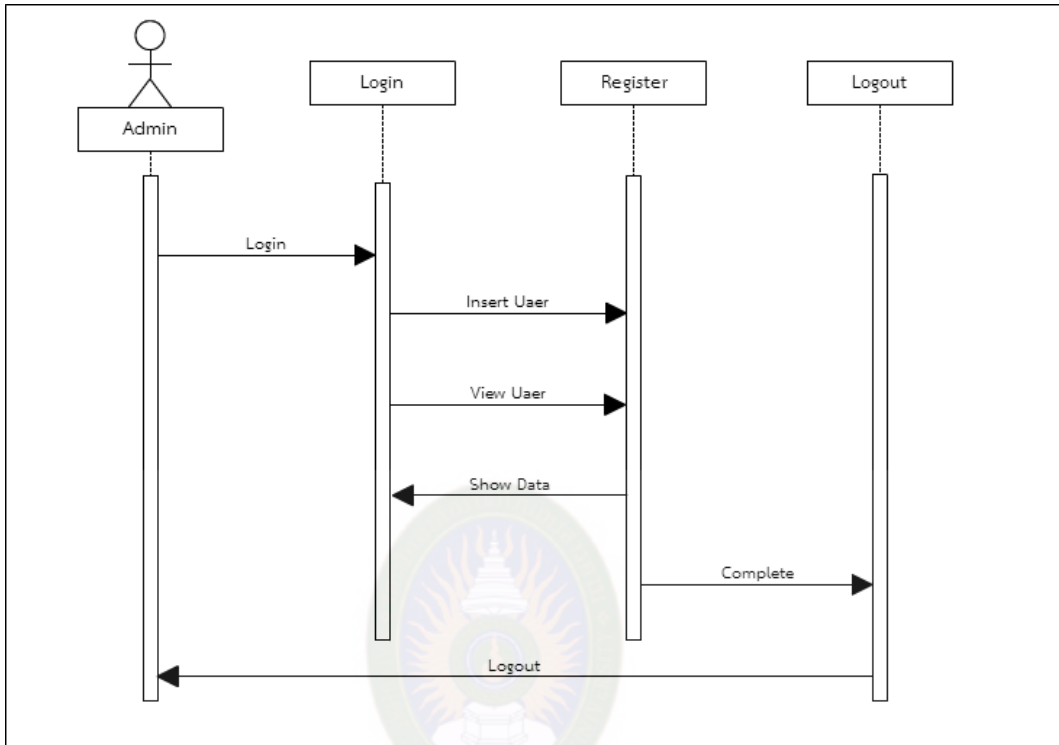 Admin
Login
Register
Logout
Login
Insert Uaer
View Uaer
Show Data
Complete
Logout